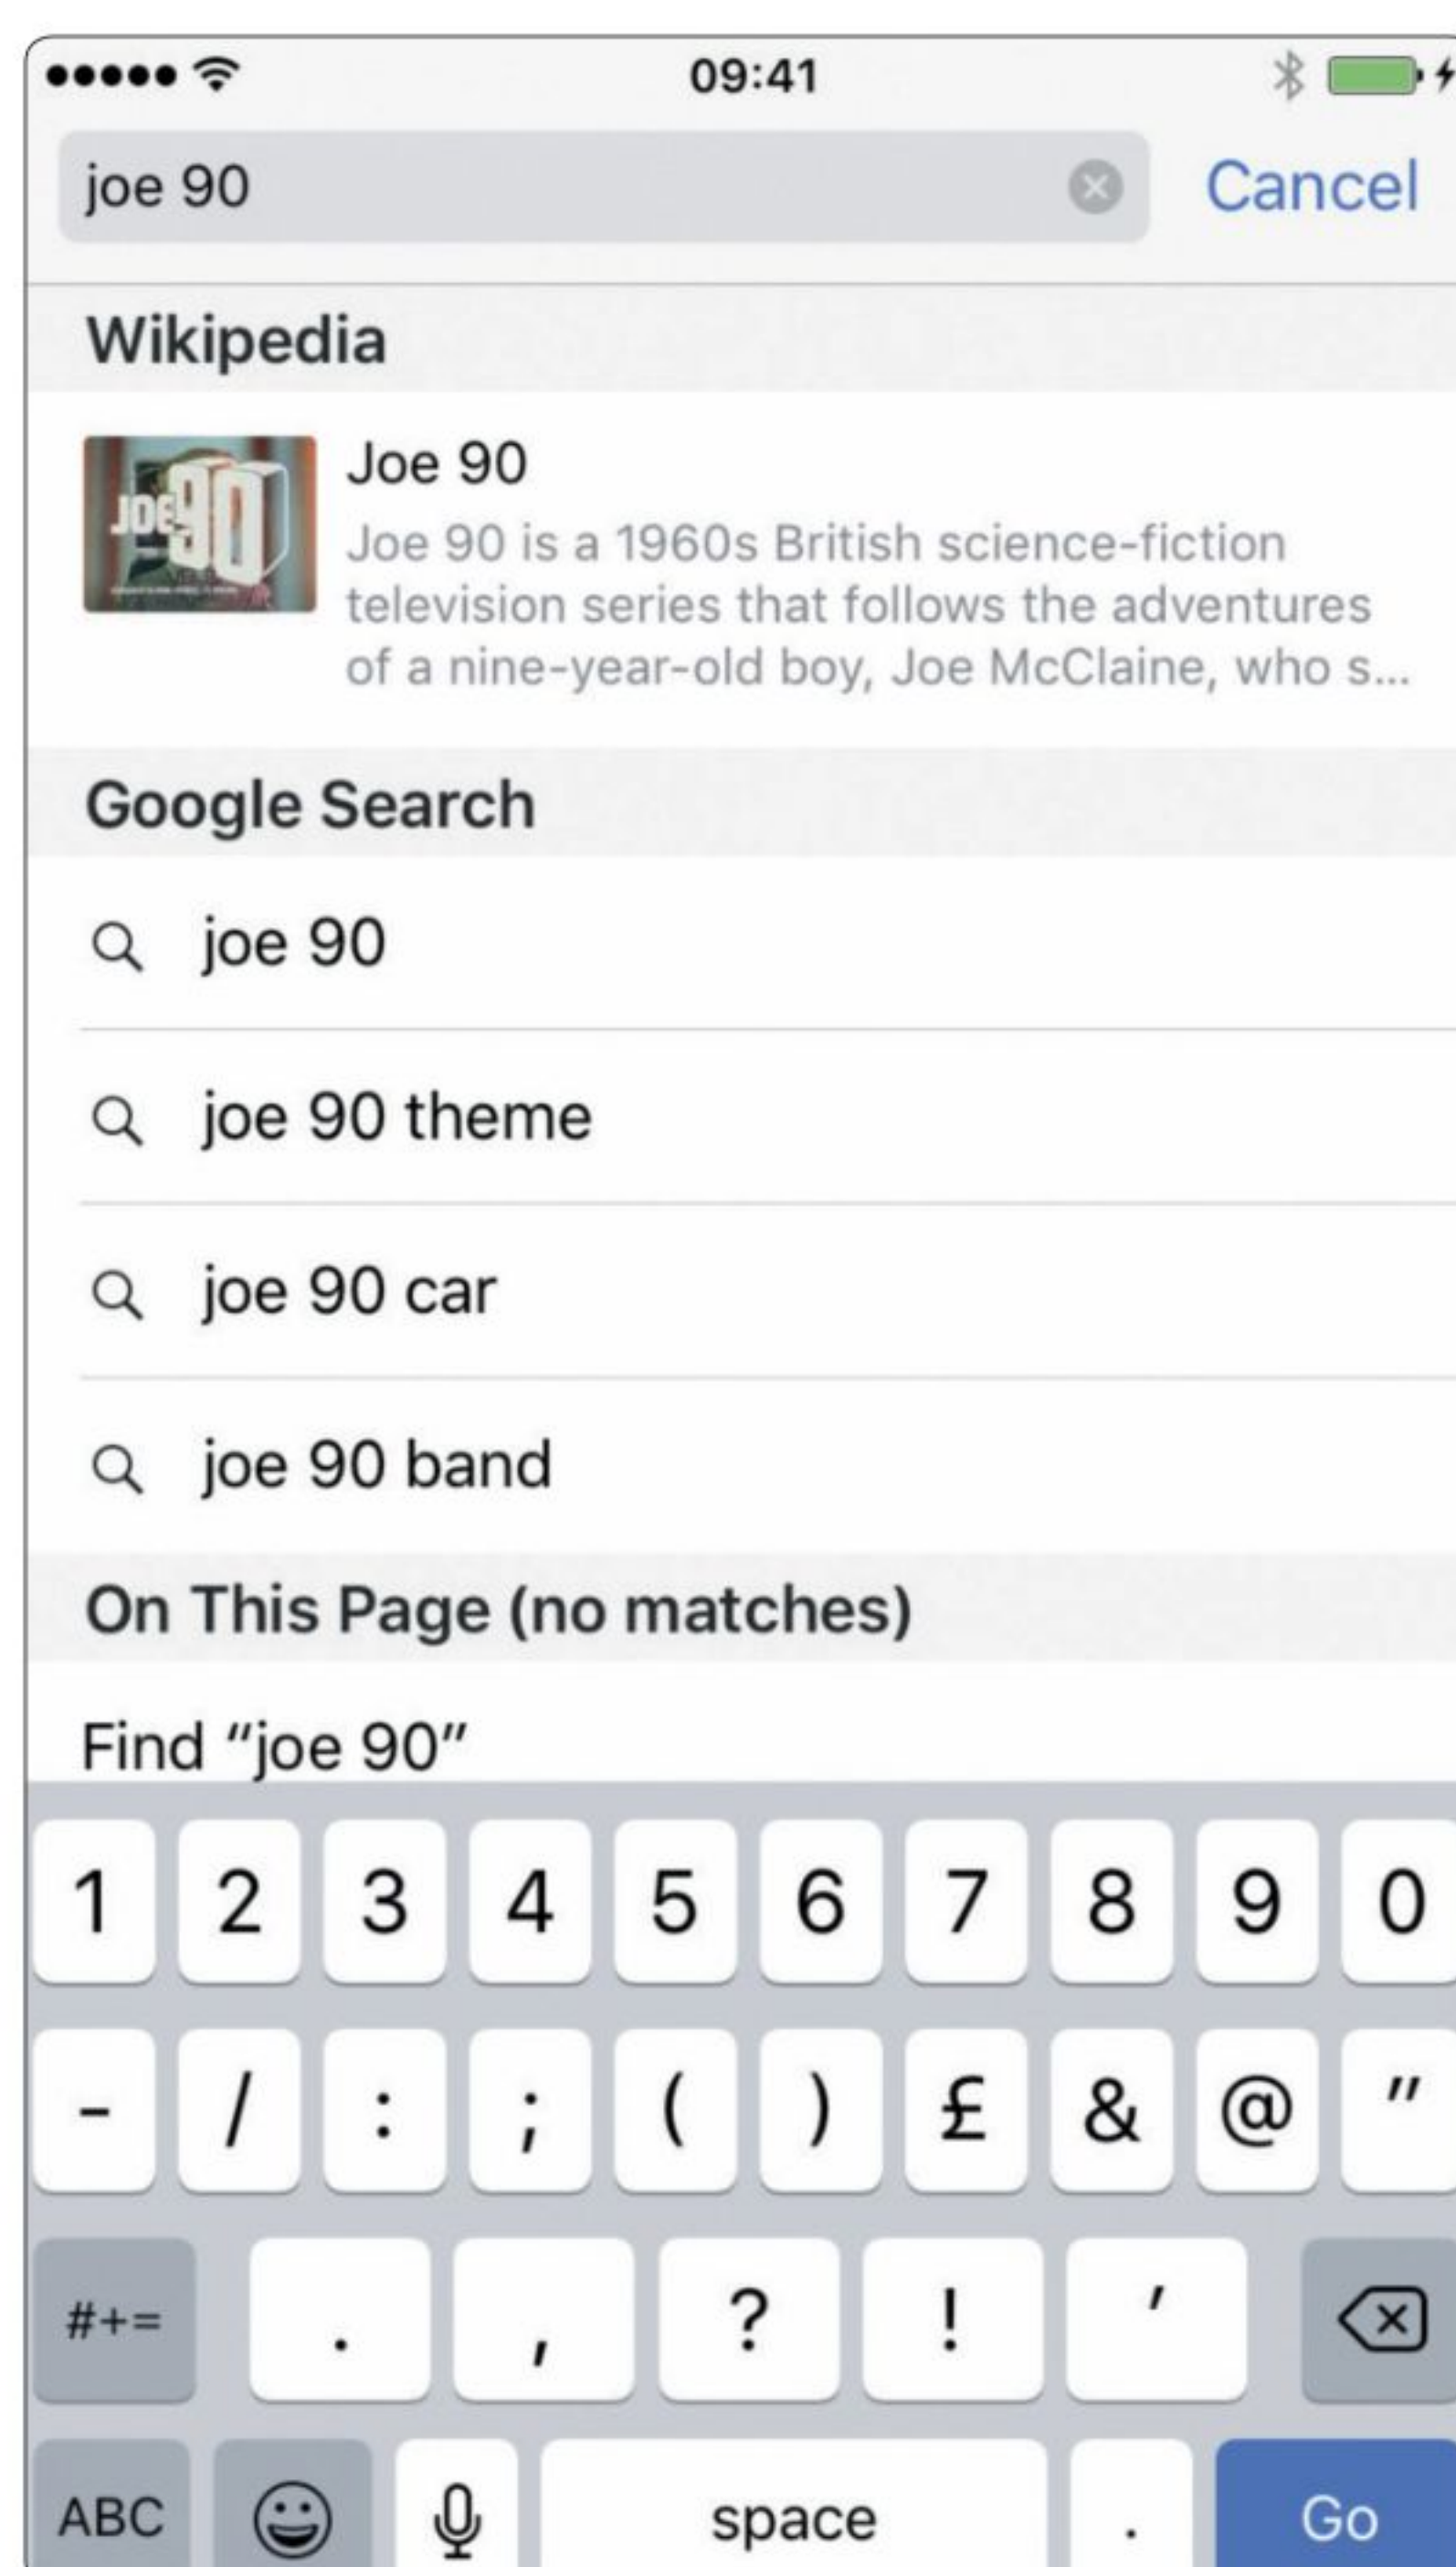 09:41
joe 90
Cancel
Wikipedia
JOE 90
Joe 90
Joe 90 is a 1960s British science-fiction
television series that follows the adventures
of a nine-year-old boy, Joe McClaine, who s...
Google Search
joe 90
joe 90 theme
joe 90 car
joe 90 band
On This Page (no matches)
Find “joe 90”
1 2 3 4 5 6 7 8 9 0
- / : ; ( ) £ & @ "
#+= . , ? ! '
ABC space . Go